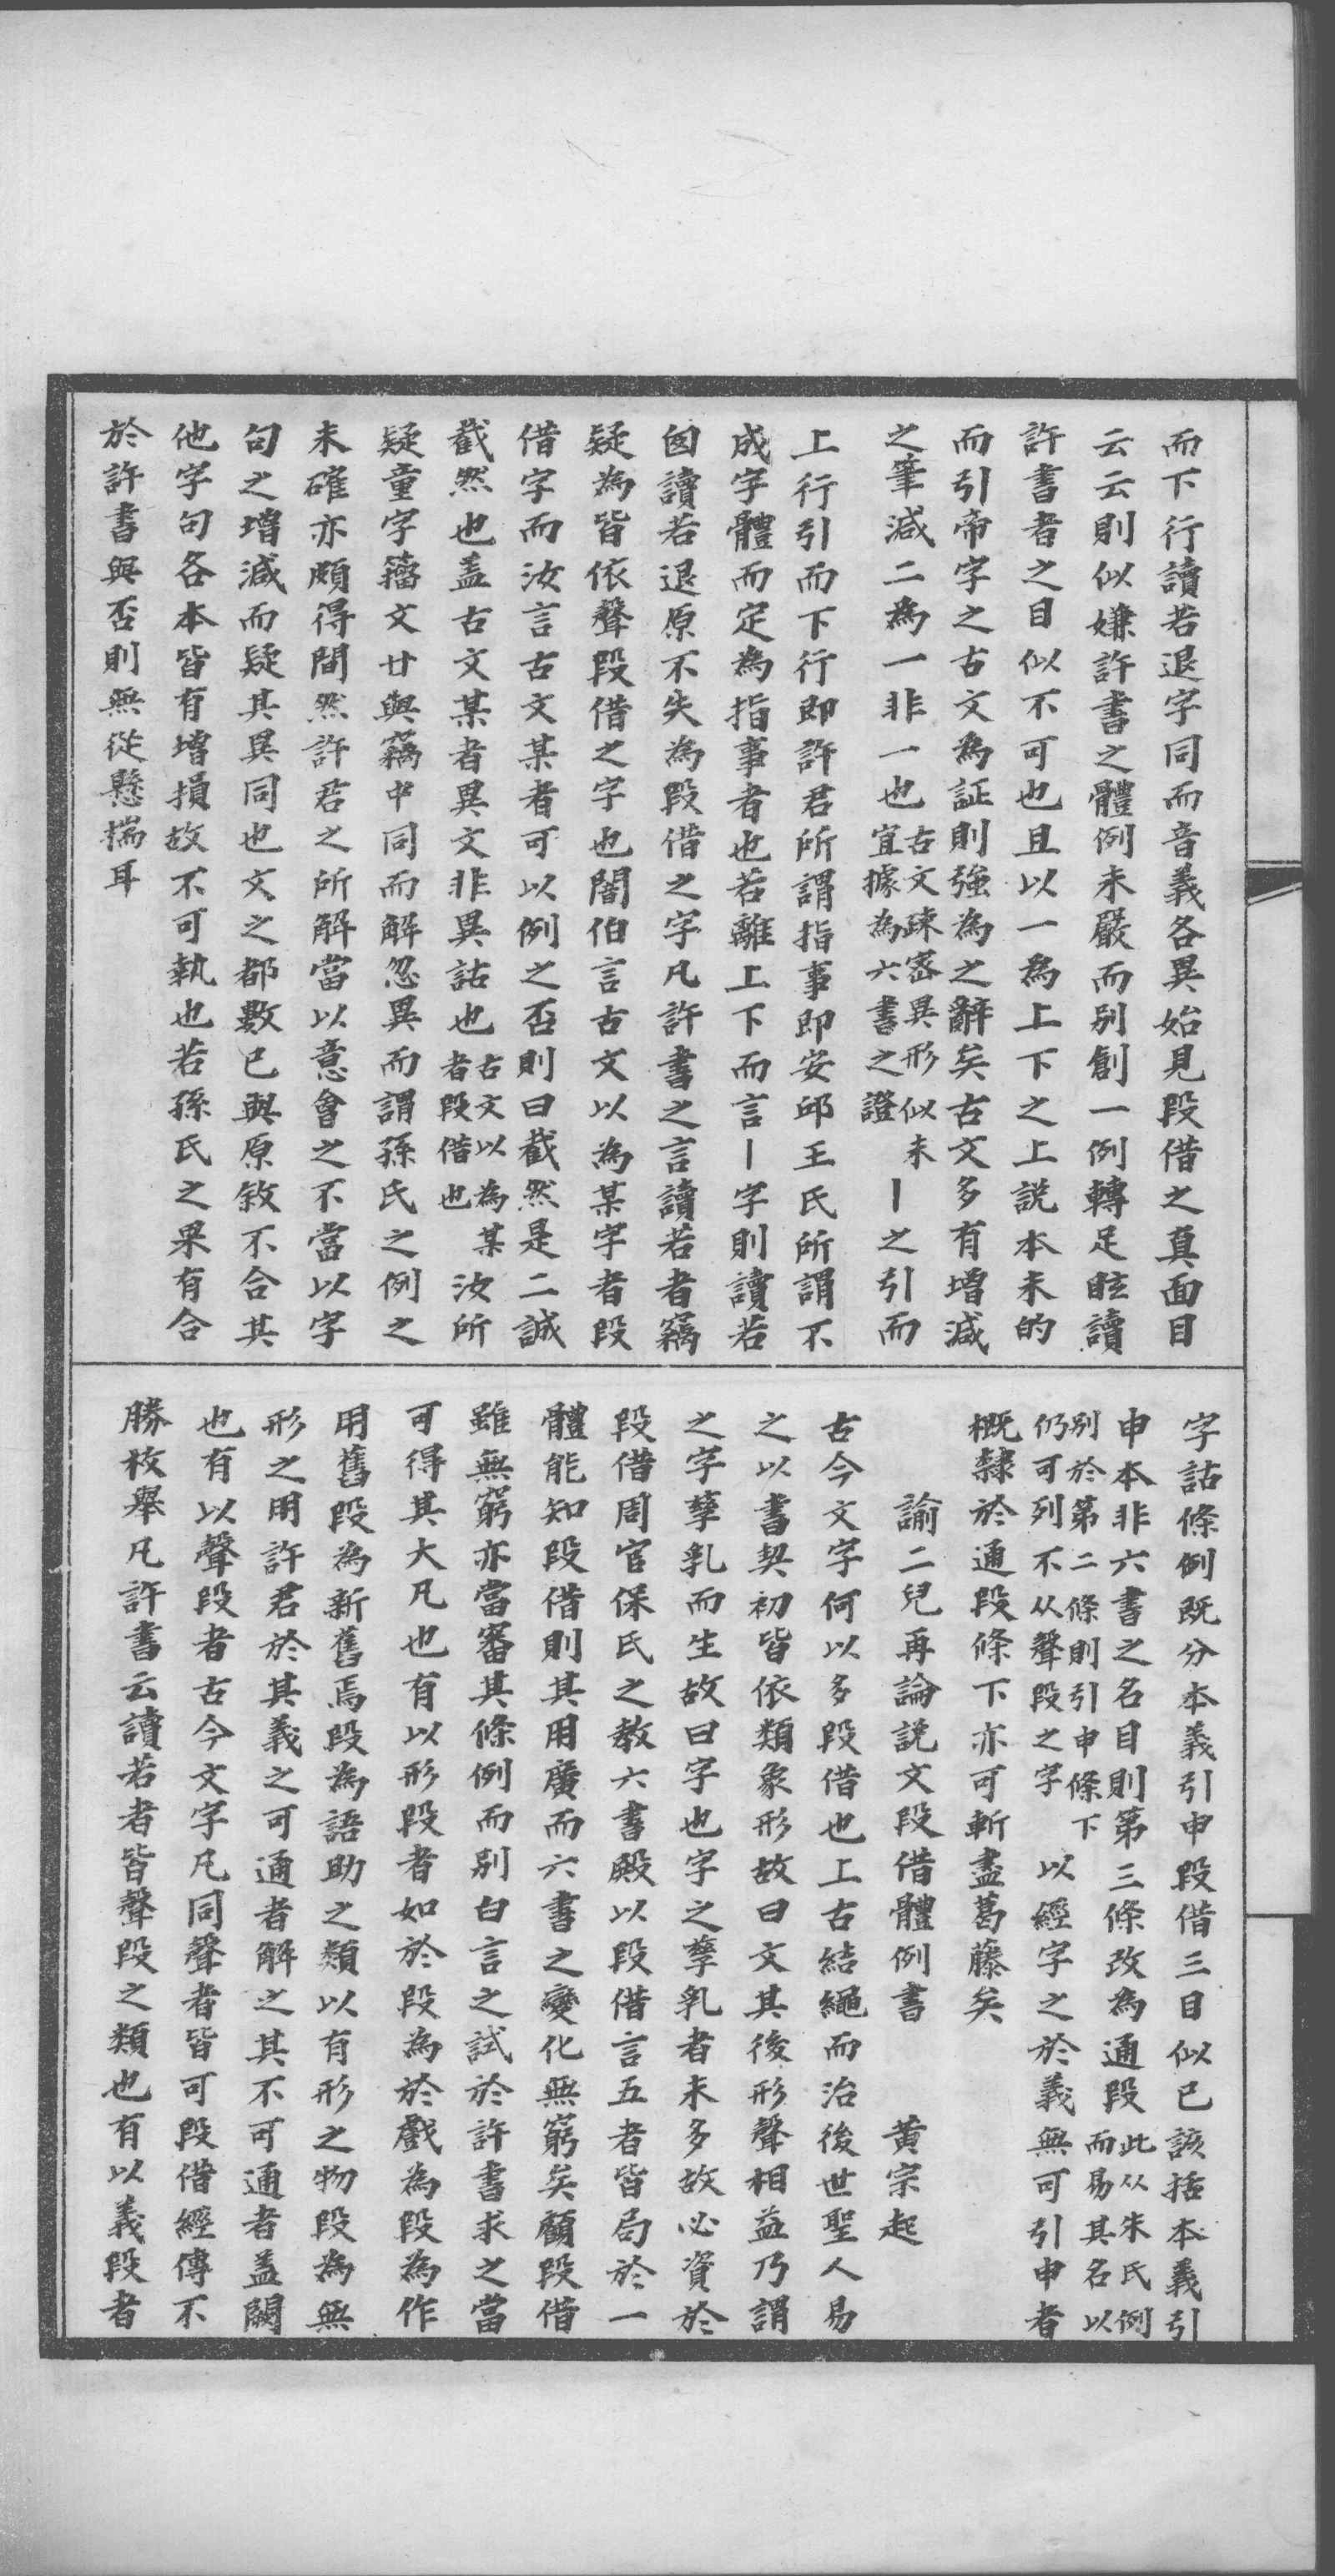 而下行讀若退字同而音義各異始見叚借之真面目
云云則似嫌許書之體例未嚴而別創一例轉足眩讀
許書者之目似不可也且以一為上下之上説本未的
而引帝字之古文為証則強為之辭矣古文多有增減
之筆減二為一非一也古文疎密異形似未宜據為六書之證丨之引而
上行引而下行即許君所謂指事即安邱王氏所謂不
成字體而定為指事者也若離上下而言丨字則讀若
囟讀若退原不失為叚借之字凡許書之言讀若者竊
疑為皆依聲叚借之字也閻伯言古文以為某字者叚
借字而汝言古文某者可以例之否則曰截然是二誠
截然也盖古文某者異文非異詁也古文以為某者叚借也汝所
疑童字籀文廿與竊中同而解忽異而謂孫氏之例之
未確亦頗得間然許君之所解當以意會之不當以字
句之增減而疑其異同也文之都數已與原敘不合其
他字句各本皆有增損故不可執也若孫氏之果有合
於許書與否則無從懸揣耳
字詁條例既分本義引申叚借三目似已該括本義引
申本非六書之名目則第三條改為通叚此从朱氏例而易其名以
別於第二條則引申條下仍可列不从聲叚之字以經字之於義無可引申者
概隸於通叚條下亦可斬盡葛藤矣
諭二兒再論説文叚借體例書　黄宗起
古今文字何以多叚借也上古結繩而治後世聖人易
之以書契初皆依類象形故曰文其後形聲相益乃謂
之字孳乳而生故曰字也字之孳乳者未多故必資於
叚借周官保氏之教六書殿以叚借言五者皆局於一
體能知叚借則其用廣而六書之變化無窮矣顧叚借
雖無窮亦當審其條例而別白言之試於許書求之當
可得其大凡也有以形叚者如於叚為於戲為叚為作
用舊叚為新舊焉叚為語助之類以有形之物叚為無
形之用許君於其義之可通者解之其不可通者盖闕
也有以聲叚者古今文字凡同聲者皆可叚借經傳不
勝枚舉凡許書云讀若者皆聲叚之類也有以義叚者